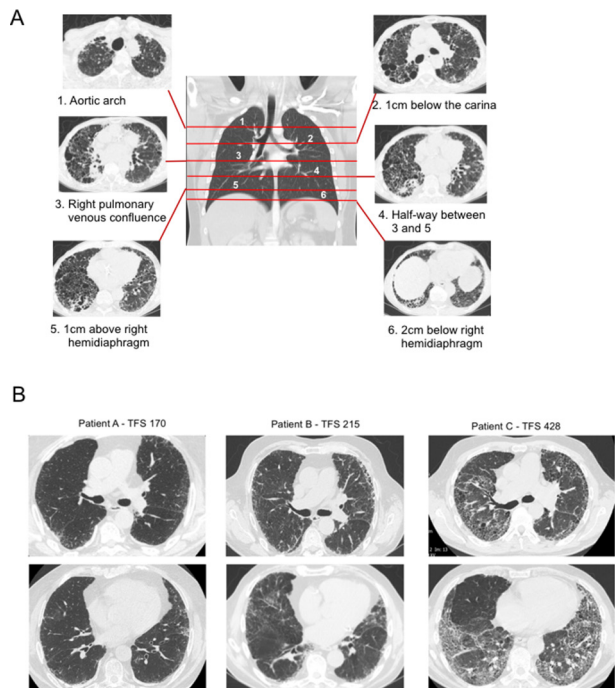 A
1. Aortic arch
2. 1cm below the carina
1
2
3
4
5
6
3. Right pulmonary
venous confluence
4. Half-way between
3 and 5
5. 1cm above right
hemidiaphragm
6. 2cm below right
hemidiaphragm
B
Patient A - TFS 170
Patient B - TFS 215
Patient C - TFS 428